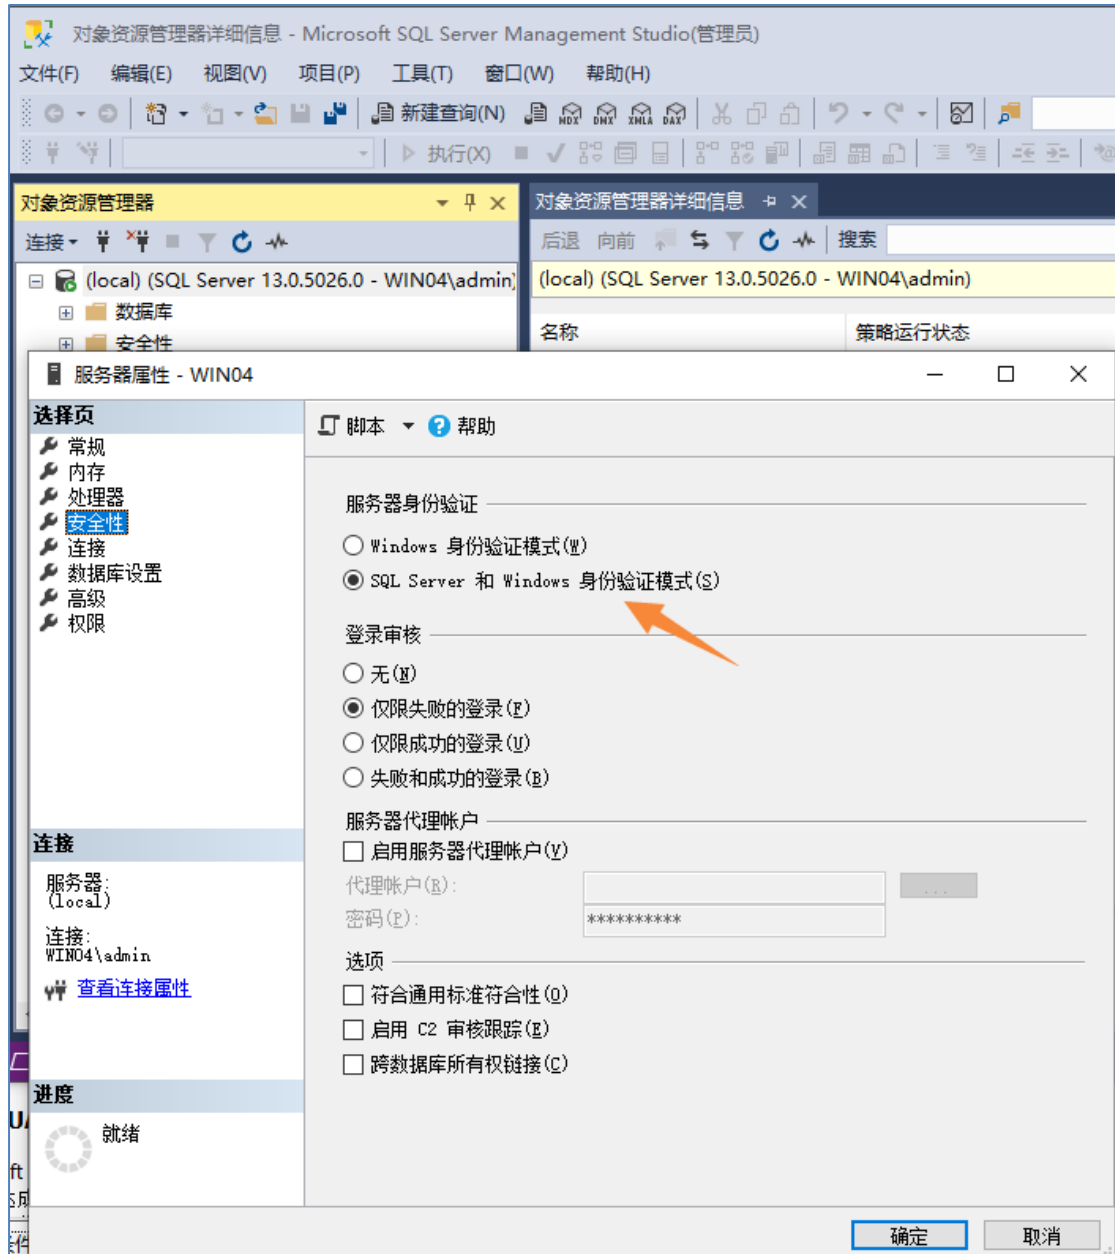 对象资源管理器详细信息 - Microsoft SQL Server Management Studio(管理员)
文件(F) 编辑(E) 视图(V) 项目(P) 工具(T) 窗口(W) 帮助(H)
新建查询(N) MDX DMX XMLA DAX
执行(X)
对象资源管理器
对象资源管理器详细信息
连接
后退 向前 搜索
(local) (SQL Server 13.0.5026.0 - WIN04\admin)
(local) (SQL Server 13.0.5026.0 - WIN04\admin)
数据库
安全性
名称 策略运行状态
服务器属性 - WIN04
选择页
常规
内存
处理器
安全性
连接
数据库设置
高级
权限
脚本 帮助
服务器身份验证
Windows 身份验证模式(W)
SQL Server 和 Windows 身份验证模式(S)
登录审核
无(N)
仅限失败的登录(F)
仅限成功的登录(U)
失败和成功的登录(B)
服务器代理帐户
启用服务器代理帐户(V)
代理帐户(R):
...
密码(P):
**********
选项
符合通用标准符合性(O)
启用 C2 审核跟踪(E)
跨数据库所有权链接(C)
连接
服务器:
(local)
连接:
WIN04\admin
查看连接属性
进度
就绪
ft
确定 取消